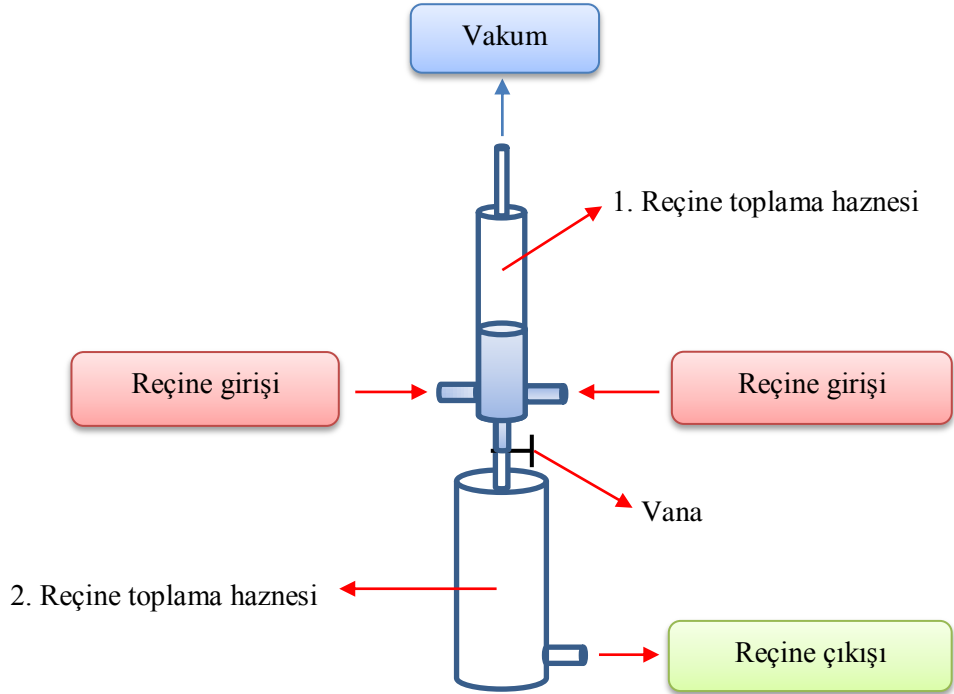 Vakum
1. Reçine toplama haznesi
Reçine girişi
Reçine girişi
Vana
2. Reçine toplama haznesi
Reçine çıkışı